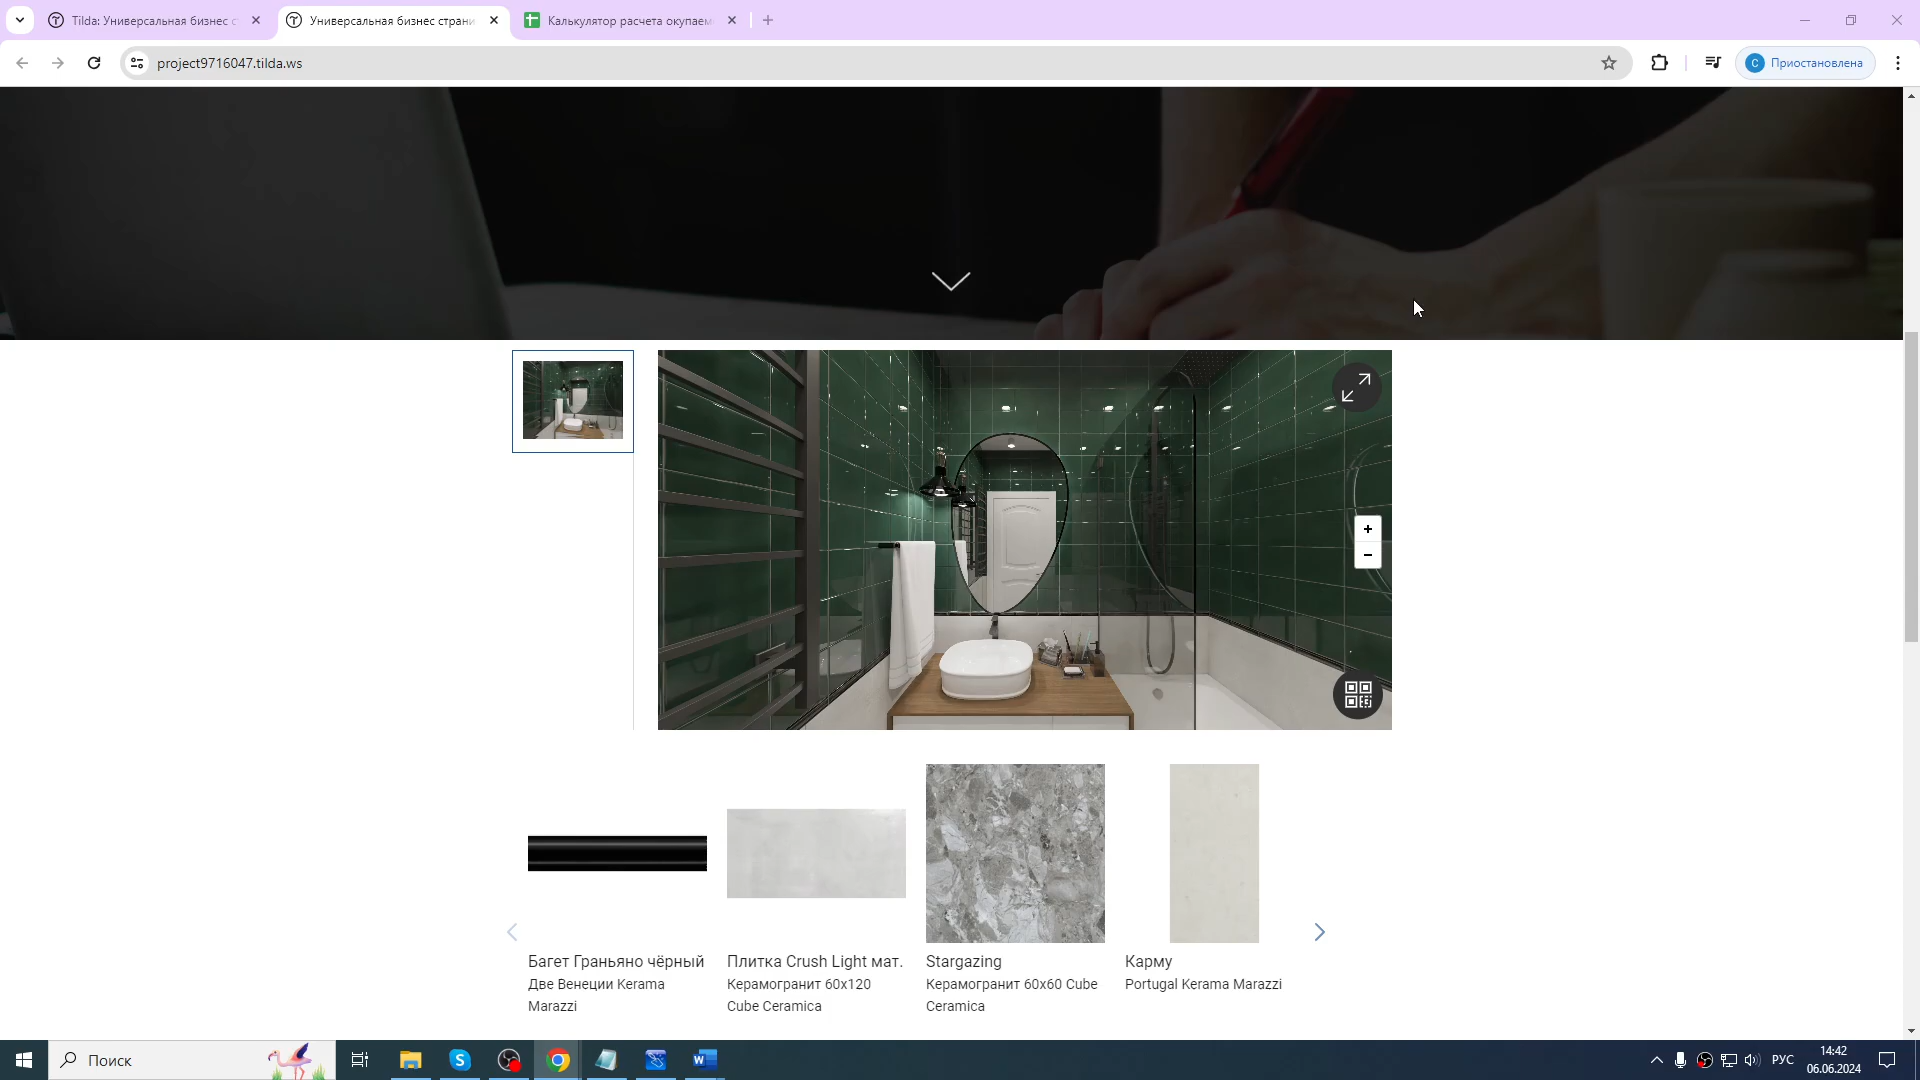 Tilda: Универсальная бизнес с
Универсальная бизнес страни
Калькулятор расчета окупаем
project9716047.tilda.ws
С
Приостановлена
+
−
Багет Граньяно чёрный
Две Венеции Kerama
Marazzi
Плитка Crush Light мат.
Керамогранит 60x120
Cube Ceramica
Stargazing
Керамогранит 60x60 Cube
Ceramica
Карму
Portugal Kerama Marazzi
Поиск
РУС
14:42
06.06.2024